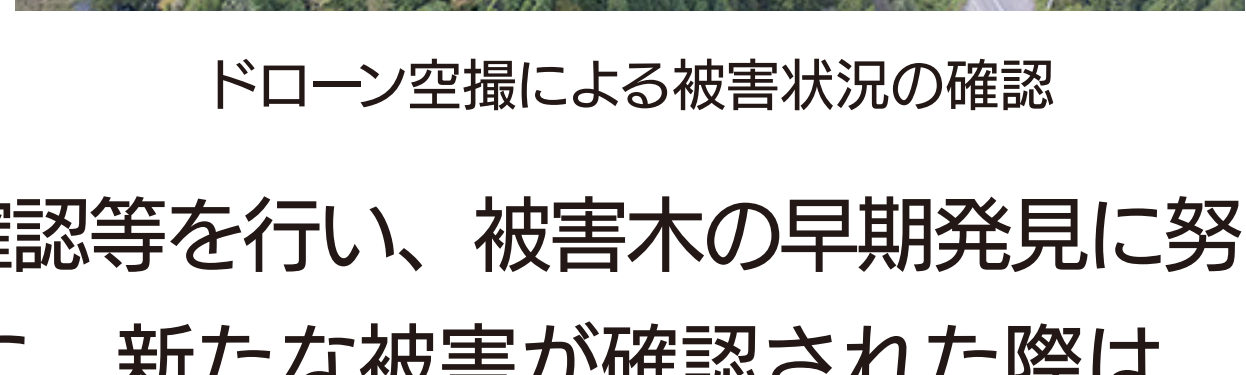 ドローン空撮による被害状況の確認
確認等を行い、被害木の早期発見に努
新たな被害が確認された際は